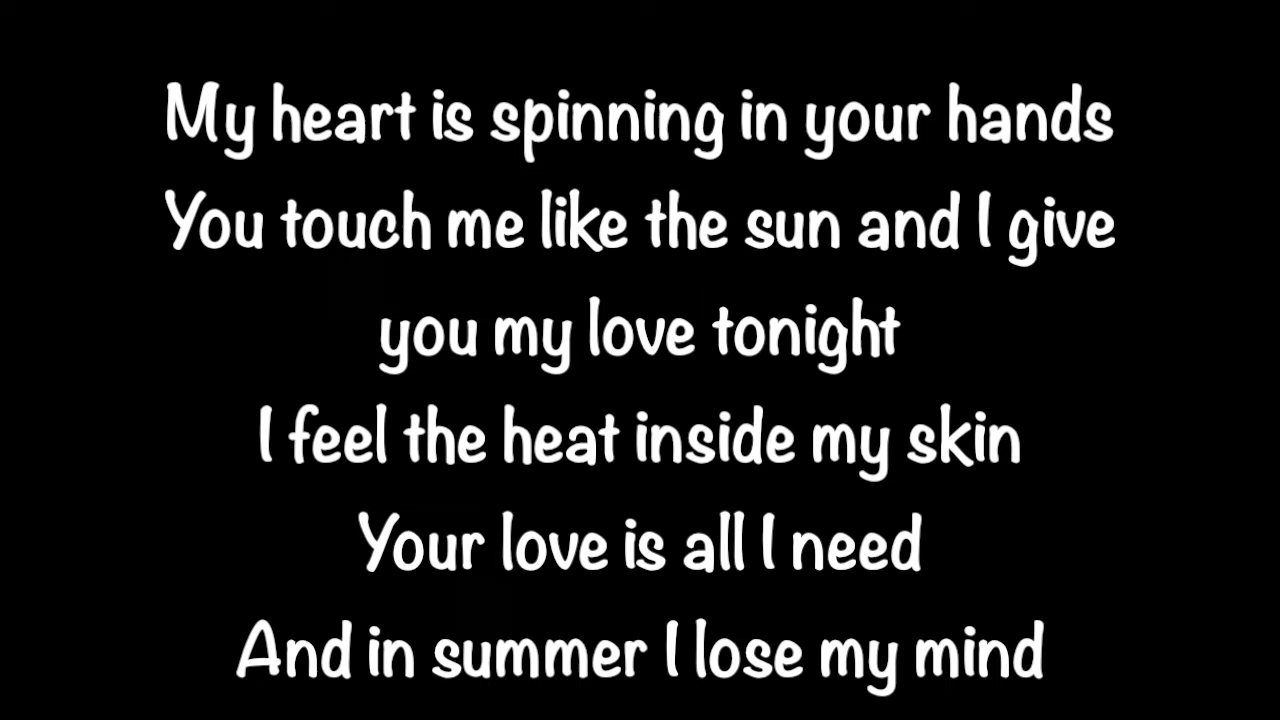 My heart is spinning in your hands
You touch me like the sun and I give
you my love tonight
I feel the heat inside my skin
Your love is all I need
And in summer I lose my mind